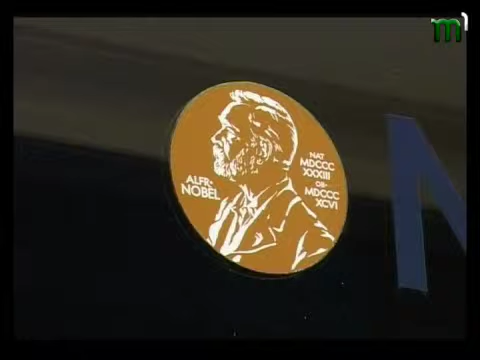 ALFR-
NOBEL
NAT
MDCCC
XXXIII
OB-
MDCCC
XCVI
N
m1